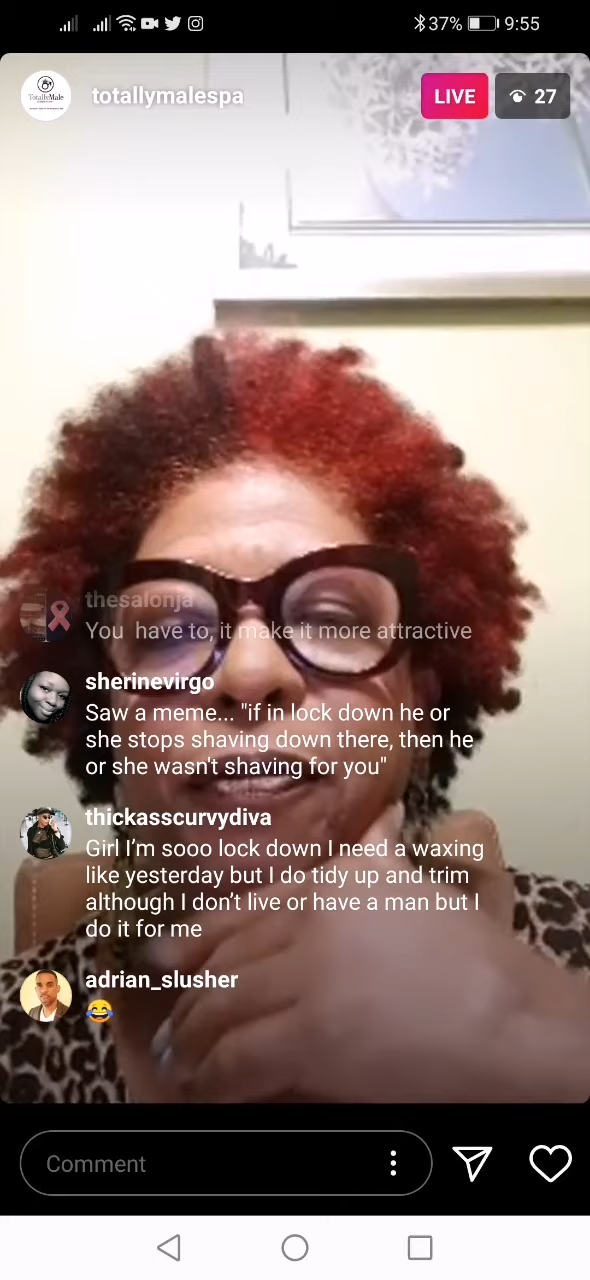 37% 9:55
TotallyMale
totallymalespa
LIVE 27
thesalonja
You have to, it make it more attractive
sherinevirgo
Saw a meme... "if in lock down he or
she stops shaving down there, then he
or she wasn't shaving for you"
thickasscurvydiva
Girl I’m sooo lock down I need a waxing
like yesterday but I do tidy up and trim
although I don’t live or have a man but I
do it for me
adrian_slusher
😂
Comment